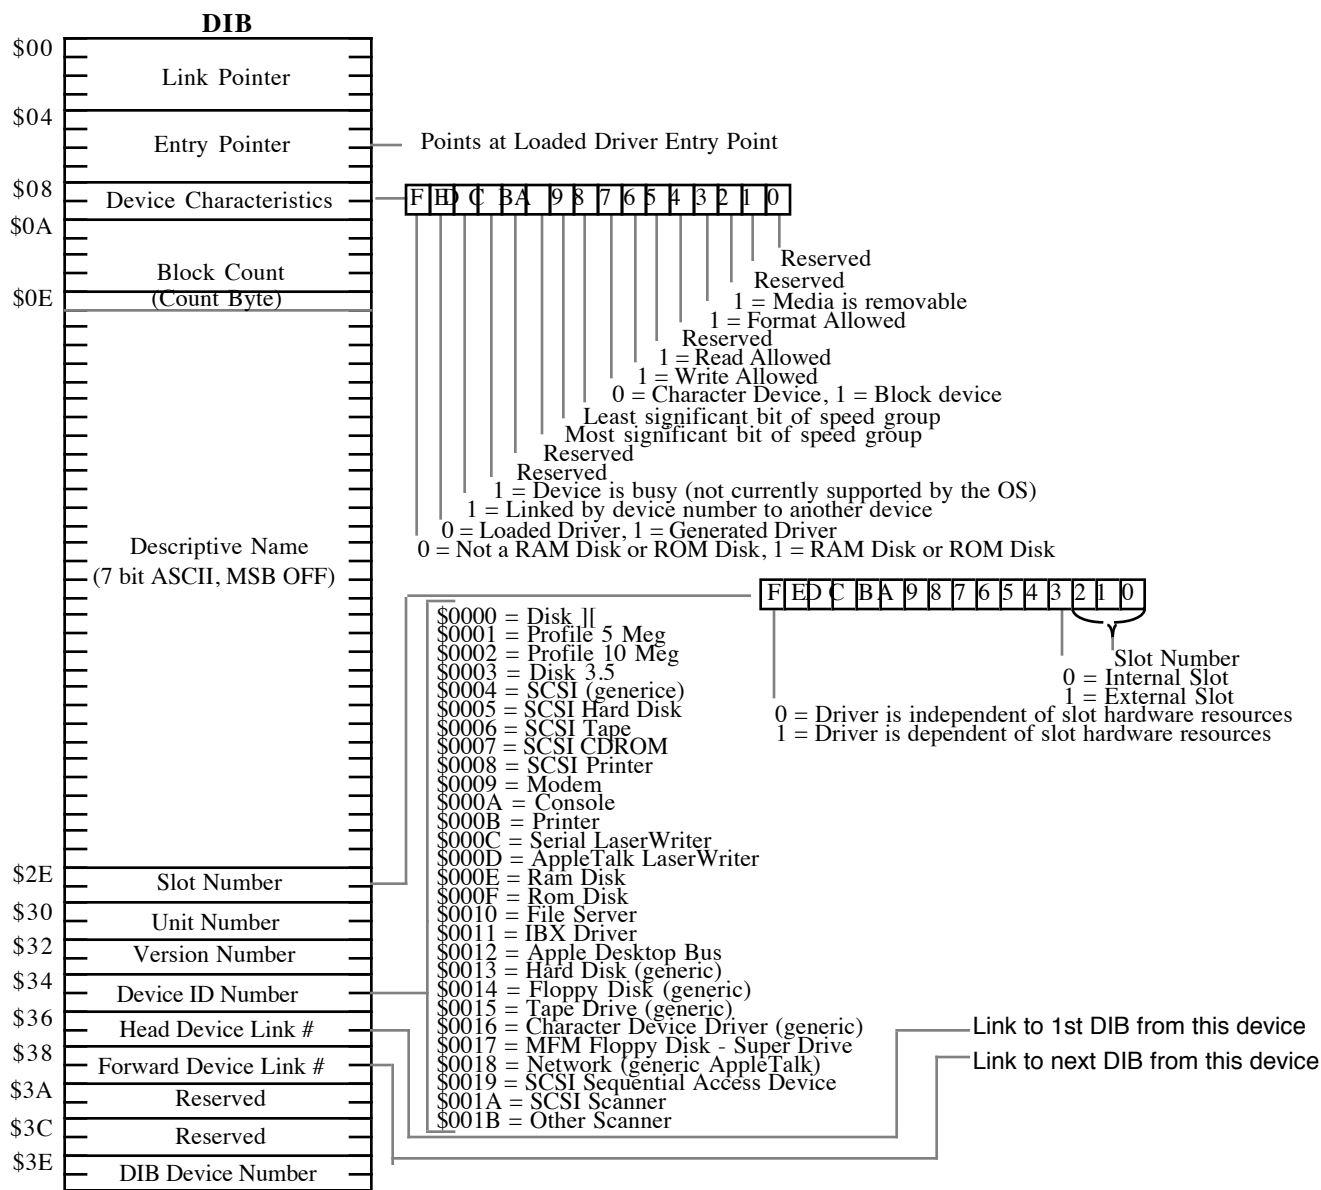 DIB
$00
Link Pointer
$04
Entry Pointer
Points at Loaded Driver Entry Point
$08
Device Characteristics
F E D C B A 9 8 7 6 5 4 3 2 1 0
$0A
Block Count
$0E
(Count Byte)
Reserved
Reserved
1 = Media is removable
1 = Format Allowed
Reserved
1 = Read Allowed
1 = Write Allowed
0 = Character Device, 1 = Block device
Least significant bit of speed group
Most significant bit of speed group
Reserved
Reserved
1 = Device is busy (not currently supported by the OS)
1 = Linked by device number to another device
0 = Loaded Driver, 1 = Generated Driver
0 = Not a RAM Disk or ROM Disk, 1 = RAM Disk or ROM Disk
Descriptive Name
(7 bit ASCII, MSB OFF)
F E D C B A 9 8 7 6 5 4 3 2 1 0
Slot Number
0 = Internal Slot
1 = External Slot
0 = Driver is independent of slot hardware resources
1 = Driver is dependent of slot hardware resources
$0000 = Disk ][
$0001 = Profile 5 Meg
$0002 = Profile 10 Meg
$0003 = Disk 3.5
$0004 = SCSI (generice)
$0005 = SCSI Hard Disk
$0006 = SCSI Tape
$0007 = SCSI CDROM
$0008 = SCSI Printer
$0009 = Modem
$000A = Console
$000B = Printer
$000C = Serial LaserWriter
$000D = AppleTalk LaserWriter
$000E = Ram Disk
$000F = Rom Disk
$0010 = File Server
$0011 = IBX Driver
$0012 = Apple Desktop Bus
$0013 = Hard Disk (generic)
$0014 = Floppy Disk (generic)
$0015 = Tape Drive (generic)
$0016 = Character Device Driver (generic)
$0017 = MFM Floppy Disk - Super Drive
$0018 = Network (generic AppleTalk)
$0019 = SCSI Sequential Access Device
$001A = SCSI Scanner
$001B = Other Scanner
$2E
Slot Number
$30
Unit Number
$32
Version Number
$34
Device ID Number
$36
Head Device Link #
Link to 1st DIB from this device
$38
Forward Device Link #
Link to next DIB from this device
$3A
Reserved
$3C
Reserved
$3E
DIB Device Number